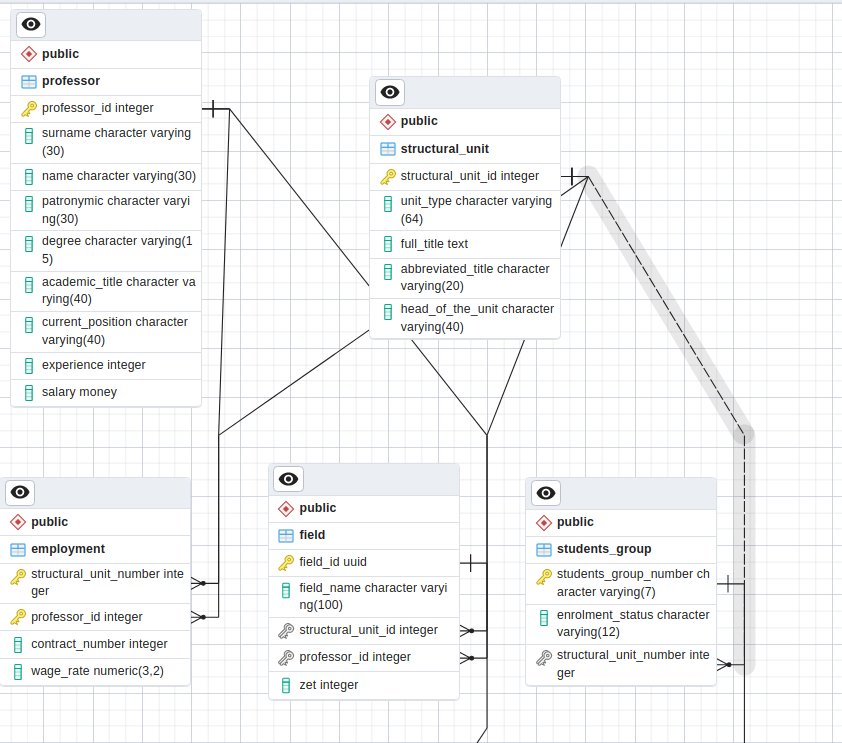 public
professor
professor_id integer
surname character varying
(30)
name character varying(30)
patronymic character varyi
ng(30)
degree character varying(1
5)
academic_title character va
rying(40)
current_position character
varying(40)
experience integer
salary money
public
structural_unit
structural_unit_id integer
unit_type character varying
(64)
full_title text
abbreviated_title character
varying(20)
head_of_the_unit character
varying(40)
public
employment
structural_unit_number inte
ger
professor_id integer
contract_number integer
wage_rate numeric(3,2)
public
field
field_id uuid
field_name character varyi
ng(100)
structural_unit_id integer
professor_id integer
zet integer
public
students_group
students_group_number ch
aracter varying(7)
enrolment_status character
varying(12)
structural_unit_number inte
ger